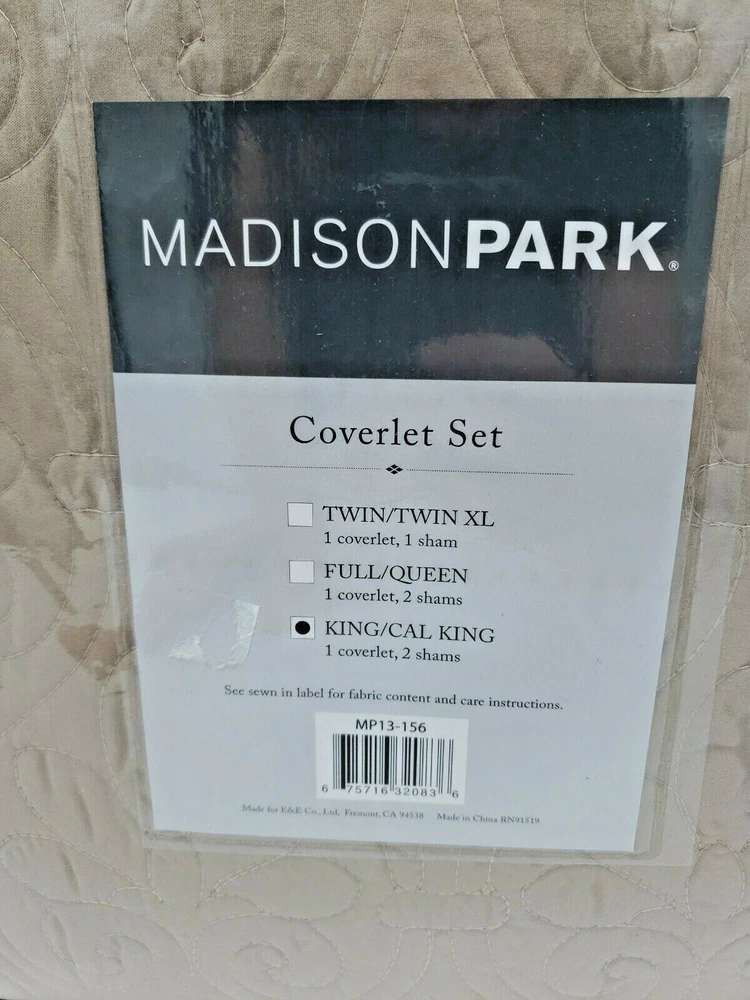 MADISONPARK®
Coverlet Set
TWIN/TWIN XL
1 coverlet, 1 sham
FULL/QUEEN
1 coverlet, 2 shams
KING/CAL KING
1 coverlet, 2 shams
See sewn in label for fabric content and care instructions.
MP13-156
6 75716 32083 6
Made for E&E Co., Ltd, Fremont, CA 94538 Made in China RN91519